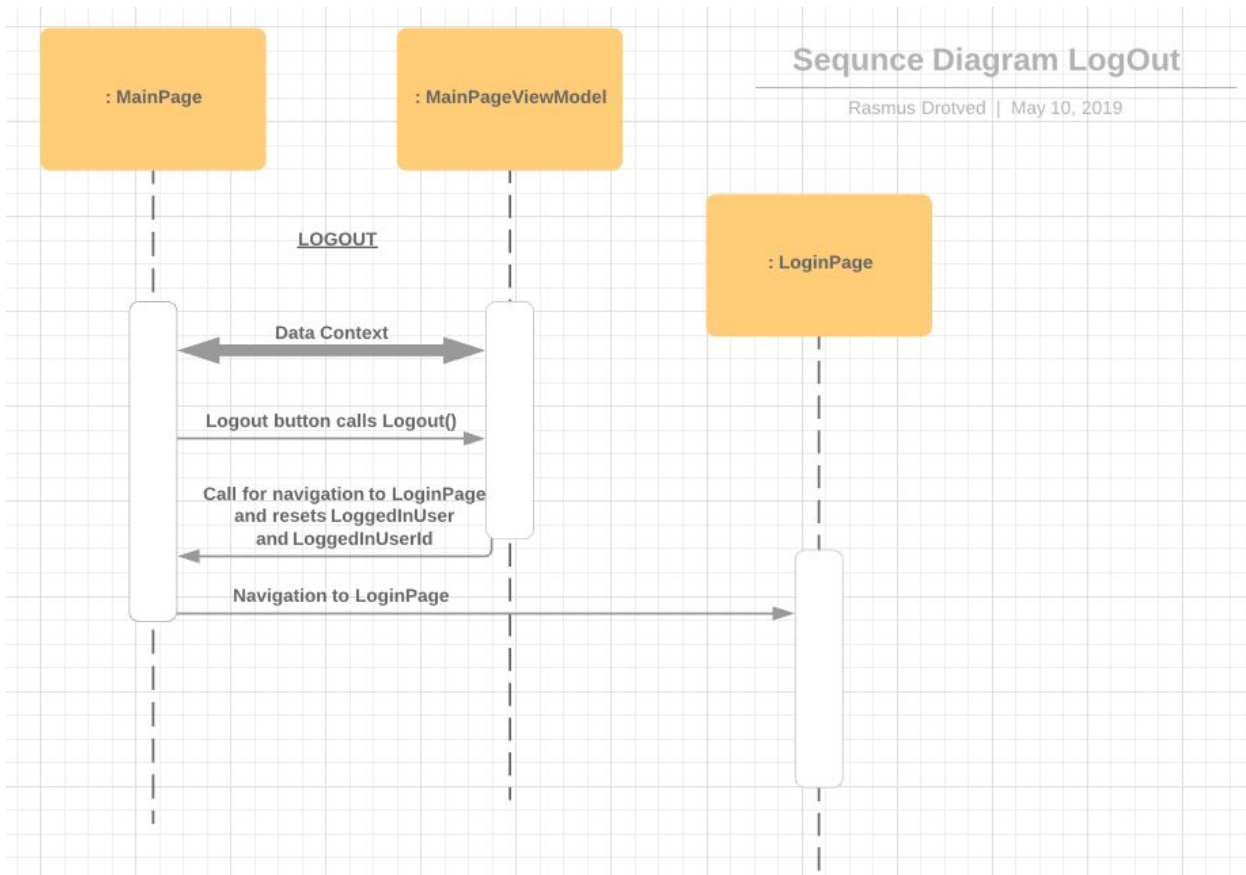 : MainPage
: MainPageViewModel
Sequnce Diagram LogOut
Rasmus Drotved | May 10, 2019
: LoginPage
LOGOUT
Data Context
Logout button calls Logout()
Call for navigation to LoginPage
and resets LoggedInUser
and LoggedInUserId
Navigation to LoginPage